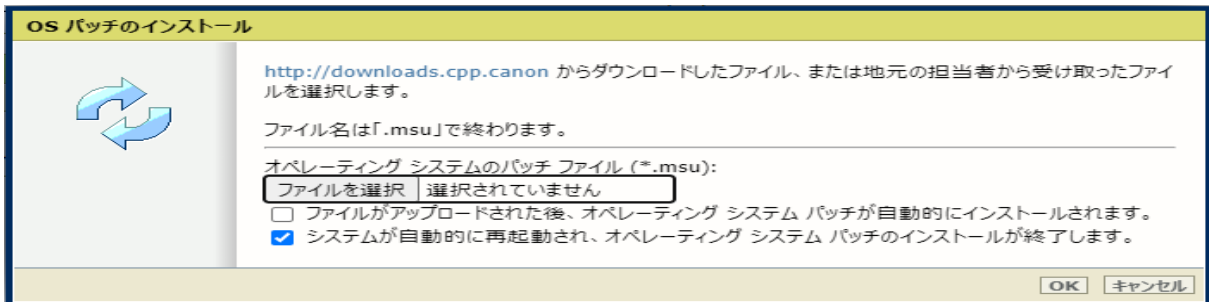 OS パッチのインストール
http://downloads.cpp.canon からダウンロードしたファイル、または地元の担当者から受け取ったファイ
ルを選択します。
ファイル名は「.msu」で終わります。
オペレーティング システムのパッチ ファイル (*.msu):
ファイルを選択 選択されていません
ファイルがアップロードされた後、オペレーティング システム パッチが自動的にインストールされます。
システムが自動的に再起動され、オペレーティング システム パッチのインストールが終了します。
OK キャンセル